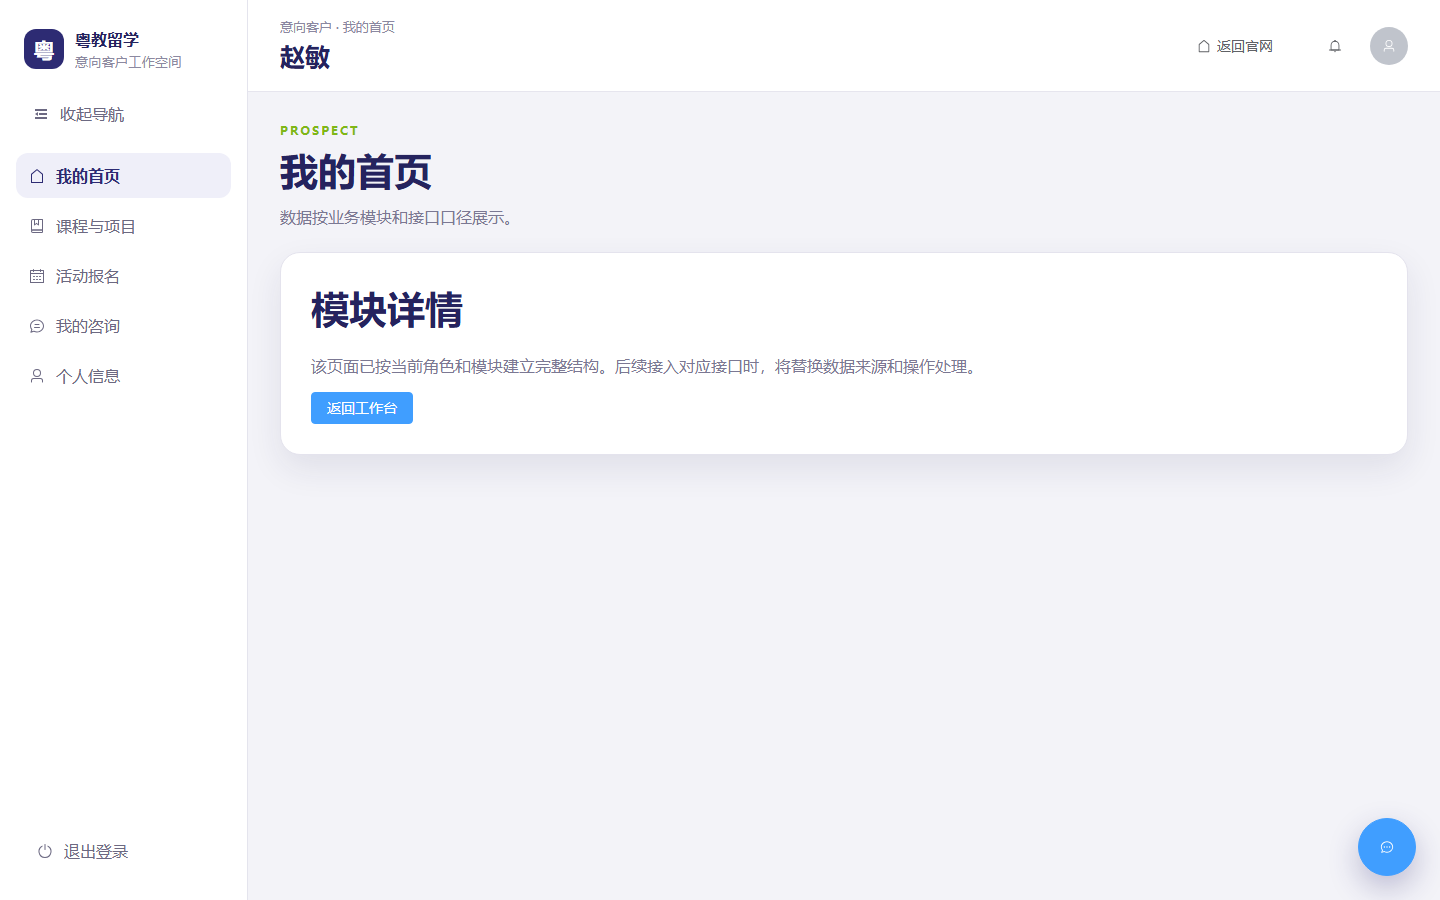 粤
粤教留学
意向客户工作空间
收起导航
我的首页
课程与项目
活动报名
我的咨询
个人信息
退出登录
意向客户 · 我的首页
赵敏
返回官网
PROSPECT
我的首页
数据按业务模块和接口口径展示。
模块详情
该页面已按当前角色和模块建立完整结构。后续接入对应接口时，将替换数据来源和操作处理。
返回工作台